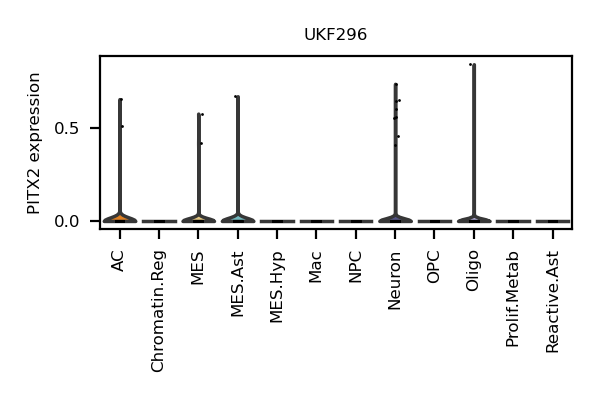 UKF296
PITX2 expression
0.5
0.0
AC
Chromatin.Reg
MES
MES.Ast
MES.Hyp
Mac
NPC
Neuron
OPC
Oligo
Prolif.Metab
Reactive.Ast